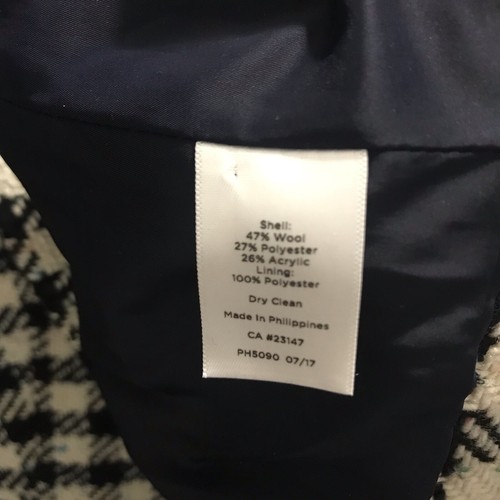 Shell:
47% Wool
27% Polyester
26% Acrylic
Lining:
100% Polyester
Dry Clean
Made In Philippines
CA #23147
PH5090 07/17